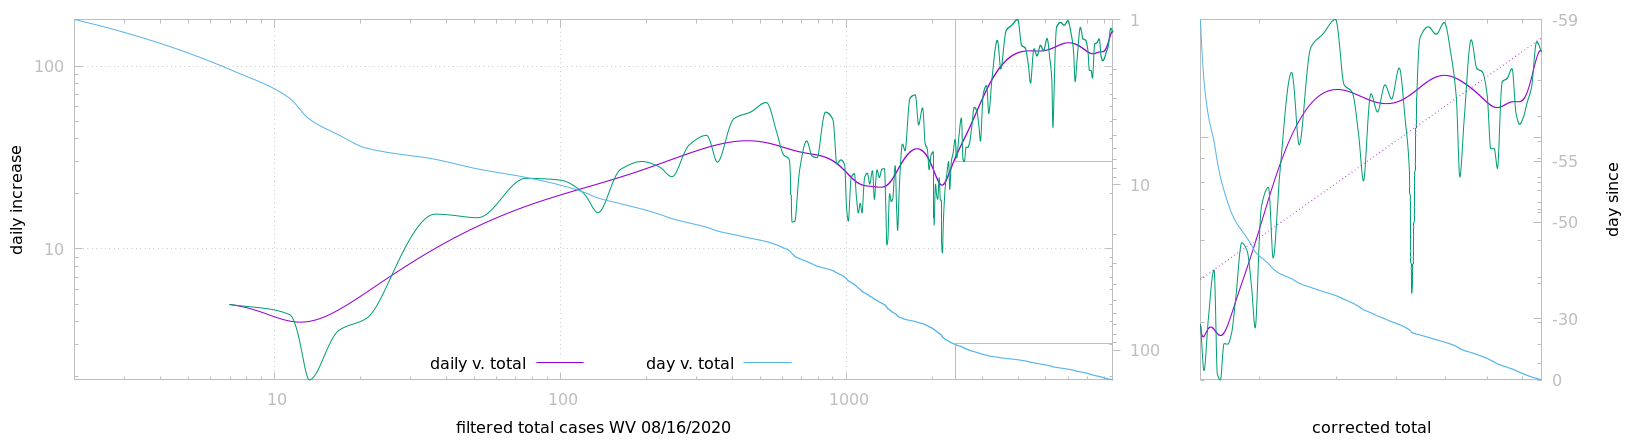 daily increase
100
10
daily v. total
day v. total
10
100
1000
filtered total cases WV 08/16/2020
1
10
100
-59
-55
-50
-30
0
day since
corrected total